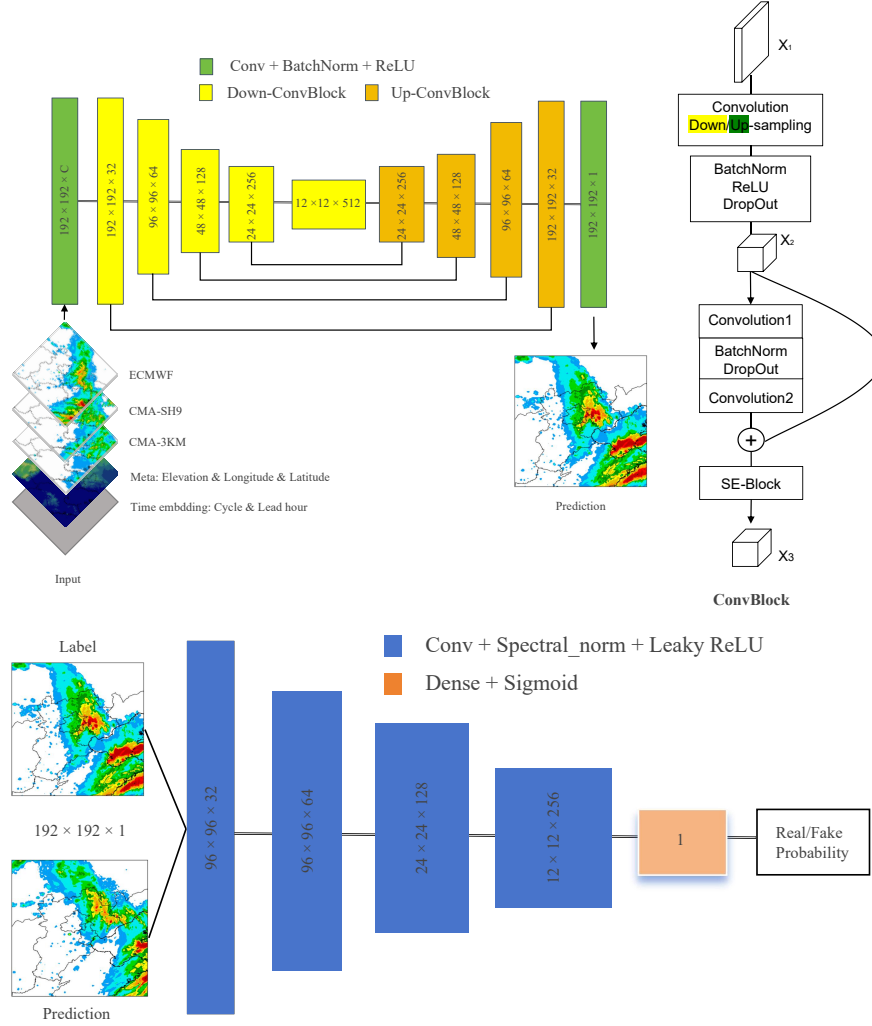 Conv + BatchNorm + ReLU
Down-ConvBlock
Up-ConvBlock
192 × 192 × C
192 × 192 × 32
96 × 96 × 64
48 × 48 × 128
24 × 24 × 256
12 ×12 × 512
24 × 24 × 256
48 × 48 × 128
96 × 96 × 64
192 × 192 × 32
192 × 192 × 1
ECMWF
CMA-SH9
CMA-3KM
Meta: Elevation & Longitude & Latitude
Time embdding: Cycle & Lead hour
Input
Prediction
X1
Convolution
Down/Up-sampling
BatchNorm
ReLU
DropOut
X2
Convolution1
BatchNorm
DropOut
Convolution2
+
SE-Block
X3
ConvBlock
Label
192 × 192 × 1
Prediction
Conv + Spectral_norm + Leaky ReLU
Dense + Sigmoid
96 × 96 × 32
96 × 96 × 64
24 × 24 × 128
12 × 12 × 256
1
Real/Fake
Probability